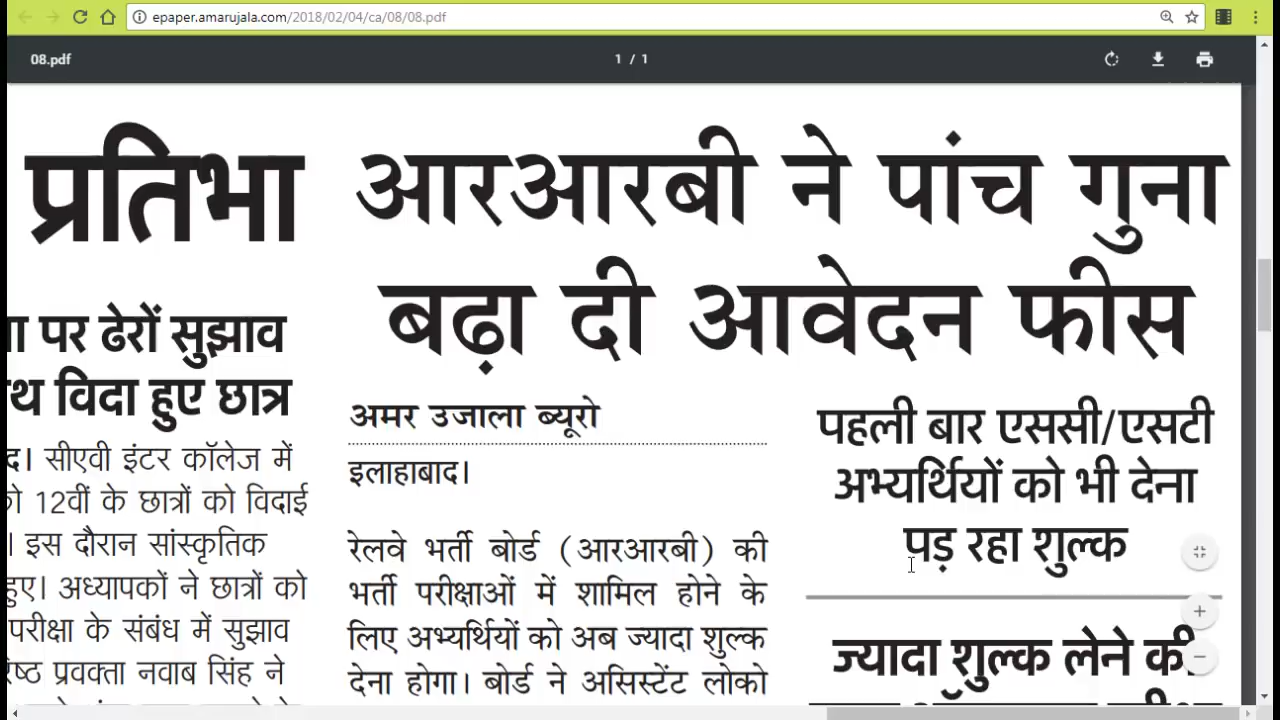 epaper.amarujala.com/2018/02/04/ca/08/08.pdf
08.pdf
1 / 1
प्रतिभा
पर ढेरों सुझाव
विदा हुए छात्र
सीएवी इंटर कॉलेज में
12वीं के छात्रों को विदाई
। इस दौरान सांस्कृतिक
हुए। अध्यापकों ने छात्रों को
परीक्षा के संबंध में सुझाव
प्रवक्ता नवाब सिंह ने
आरआरबी ने पांच गुना
बढ़ा दी आवेदन फीस
अमर उजाला ब्यूरो
इलाहाबाद।
रेलवे भर्ती बोर्ड (आरआरबी) की
भर्ती परीक्षाओं में शामिल होने के
लिए अभ्यर्थियों को अब ज्यादा शुल्क
देना होगा। बोर्ड ने असिस्टेंट लोको
पहली बार एससी/एसटी
अभ्यर्थियों को भी देना
पड़ रहा शुल्क
ज्यादा शुल्क लेने की